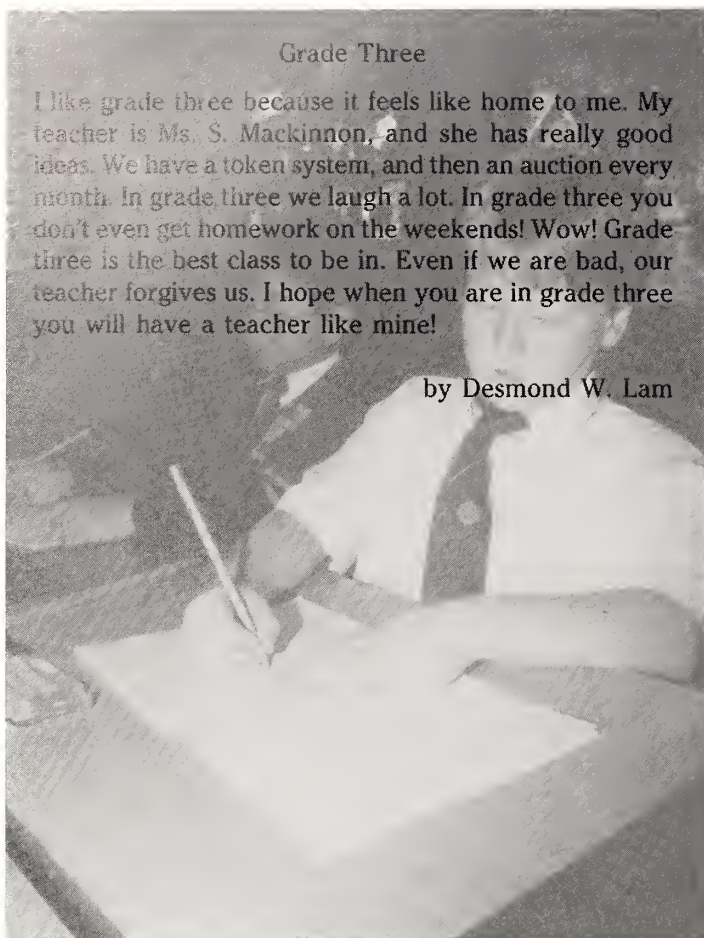 Grade Three
I like grade three because it feels like home to me. My
teacher is Ms. S. Mackinnon, and she has really good
ideas. We have a token system, and then an auction every
month. In grade three we laugh a lot. In grade three you
don't even get homework on the weekends! Wow! Grade
three is the best class to be in. Even if we are bad, our
teacher forgives us. I hope when you are in grade three
you will have a teacher like mine!
by Desmond W. Lam